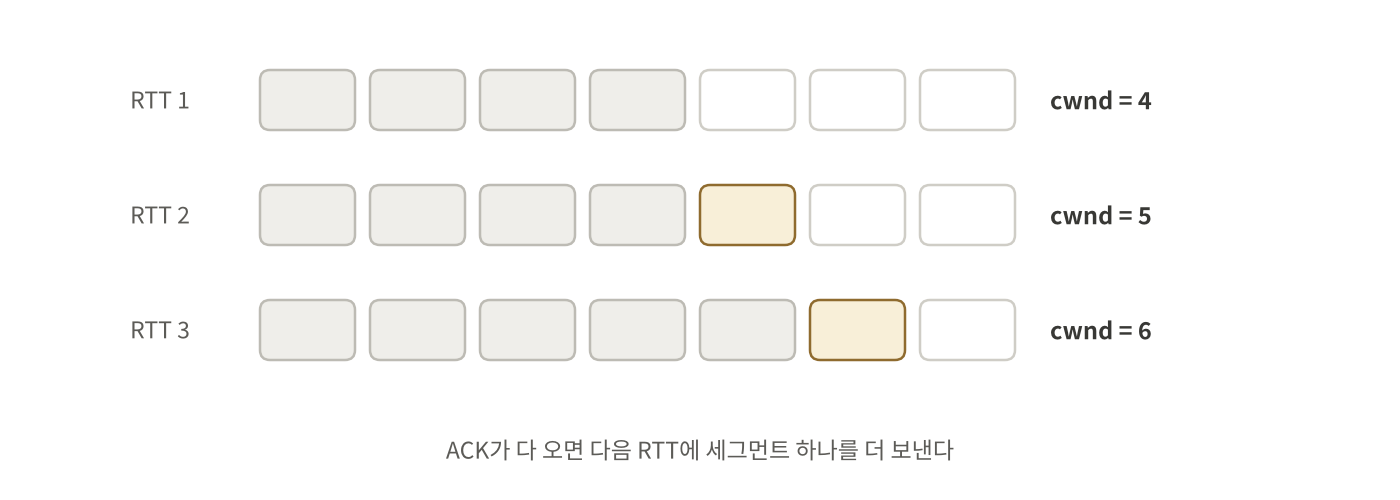 RTT 1 cwnd = 4
RTT 2 cwnd = 5
RTT 3 cwnd = 6
ACK가 다 오면 다음 RTT에 세그먼트 하나를 더 보낸다